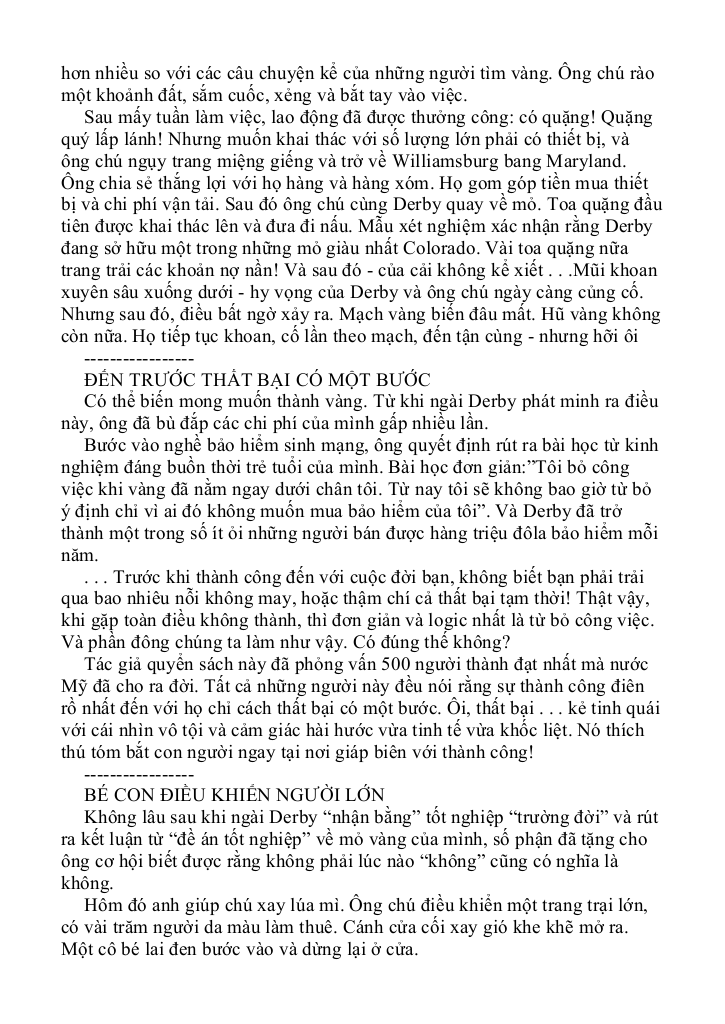 hơn nhiều so với các câu chuyện kể của những người tìm vàng. Ông chú rào
một khoảnh đất, sắm cuốc, xẻng và bắt tay vào việc.
Sau mấy tuần làm việc, lao động đã được thưởng công: có quặng! Quặng
quý lấp lánh! Nhưng muốn khai thác với số lượng lớn phải có thiết bị, và
ông chú ngụy trang miệng giếng và trở về Williamsburg bang Maryland.
Ông chia sẻ thắng lợi với họ hàng và hàng xóm. Họ gom góp tiền mua thiết
bị và chi phí vận tải. Sau đó ông chú cùng Derby quay về mỏ. Toa quặng đầu
tiên được khai thác lên và đưa đi nấu. Mẫu xét nghiệm xác nhận rằng Derby
đang sở hữu một trong những mỏ giàu nhất Colorado. Vài toa quặng nữa
trang trải các khoản nợ nần! Và sau đó - của cải không kể xiết . . .Mũi khoan
xuyên sâu xuống dưới - hy vọng của Derby và ông chú ngày càng củng cố.
Nhưng sau đó, điều bất ngờ xảy ra. Mạch vàng biến đâu mất. Hũ vàng không
còn nữa. Họ tiếp tục khoan, cố lần theo mạch, đến tận cùng - nhưng hỡi ôi
-----------------
ĐẾN TRƯỚC THẤT BẠI CÓ MỘT BƯỚC
Có thể biến mong muốn thành vàng. Từ khi ngài Derby phát minh ra điều
này, ông đã bù đắp các chi phí của mình gấp nhiều lần.
Bước vào nghề bảo hiểm sinh mạng, ông quyết định rút ra bài học từ kinh
nghiệm đáng buồn thời trẻ tuổi của mình. Bài học đơn giản:”Tôi bỏ công
việc khi vàng đã nằm ngay dưới chân tôi. Từ nay tôi sẽ không bao giờ từ bỏ
ý định chỉ vì ai đó không muốn mua bảo hiểm của tôi”. Và Derby đã trở
thành một trong số ít ỏi những người bán được hàng triệu đôla bảo hiểm mỗi
năm.
. . . Trước khi thành công đến với cuộc đời bạn, không biết bạn phải trải
qua bao nhiêu nỗi không may, hoặc thậm chí cả thất bại tạm thời! Thật vậy,
khi gặp toàn điều không thành, thì đơn giản và logic nhất là từ bỏ công việc.
Và phần đông chúng ta làm như vậy. Có đúng thế không?
Tác giả quyển sách này đã phỏng vấn 500 người thành đạt nhất mà nước
Mỹ đã cho ra đời. Tất cả những người này đều nói rằng sự thành công điên
rồ nhất đến với họ chỉ cách thất bại có một bước. Ôi, thất bại . . . kẻ tinh quái
với cái nhìn vô tội và cảm giác hài hước vừa tinh tế vừa khốc liệt. Nó thích
thú tóm bắt con người ngay tại nơi giáp biên với thành công!
-----------------
BÉ CON ĐIỀU KHIỂN NGƯỜI LỚN
Không lâu sau khi ngài Derby “nhận bằng” tốt nghiệp “trường đời” và rút
ra kết luận từ “đề án tốt nghiệp” về mỏ vàng của mình, số phận đã tặng cho
ông cơ hội biết được rằng không phải lúc nào “không” cũng có nghĩa là
không.
Hôm đó anh giúp chú xay lúa mì. Ông chú điều khiển một trang trại lớn,
có vài trăm người da màu làm thuê. Cánh cửa cối xay gió khe khẽ mở ra.
Một cô bé lai đen bước vào và dừng lại ở cửa.